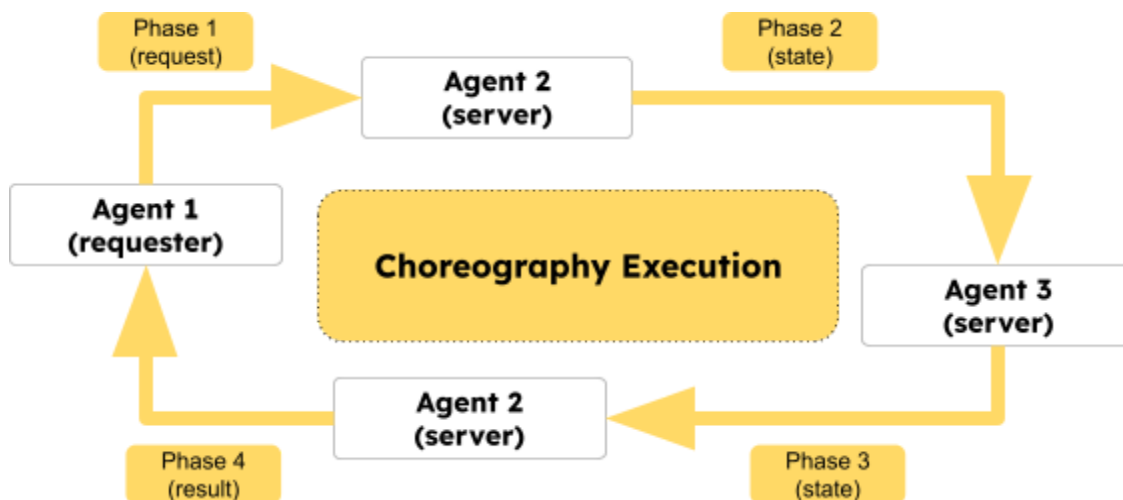 Phase 1
(request)
Phase 2
(state)
Agent 2
(server)
Agent 1
(requester)
Choreography Execution
Agent 3
(server)
Agent 2
(server)
Phase 4
(result)
Phase 3
(state)